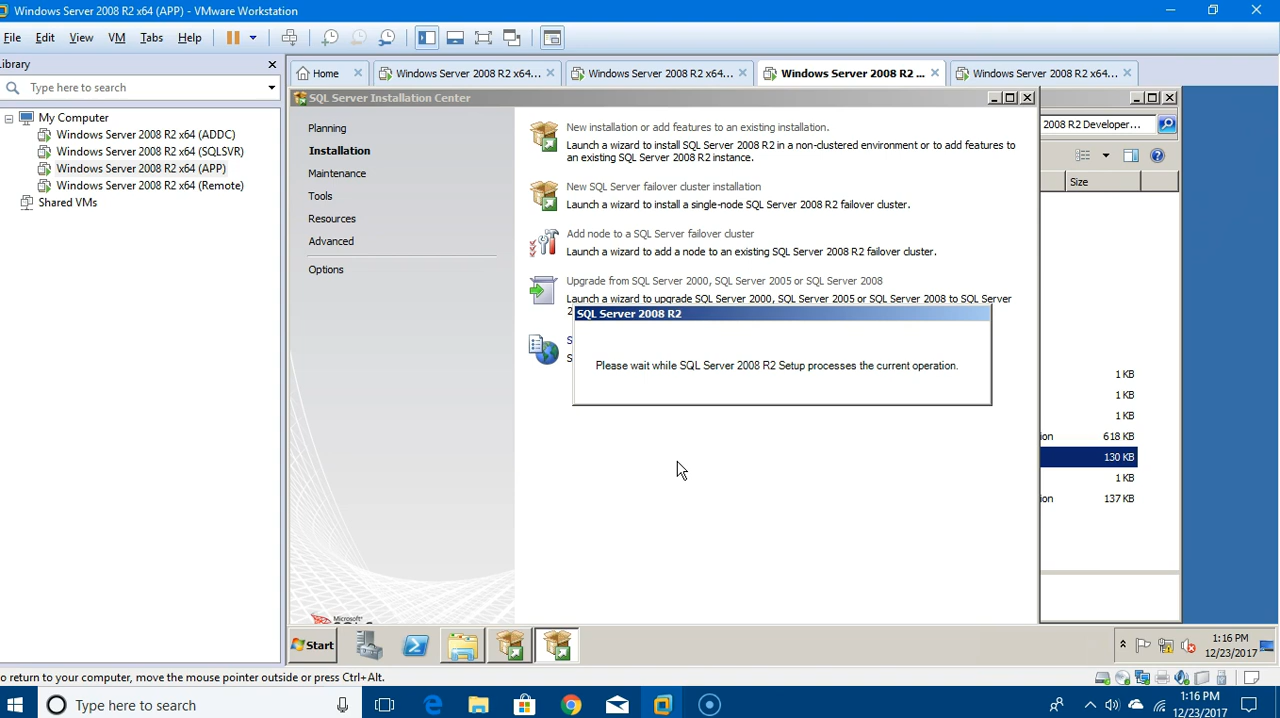 Windows Server 2008 R2 x64 (APP) - VMware Workstation
File Edit View VM Tabs Help
Library
Type here to search
My Computer
Windows Server 2008 R2 x64 (ADDC)
Windows Server 2008 R2 x64 (SQLSVR)
Windows Server 2008 R2 x64 (APP)
Windows Server 2008 R2 x64 (Remote)
Shared VMs
Home
Windows Server 2008 R2 x64...
Windows Server 2008 R2 x64...
Windows Server 2008 R2 ...
Windows Server 2008 R2 x64...
SQL Server Installation Center
Planning
Installation
Maintenance
Tools
Resources
Advanced
Options
New installation or add features to an existing installation.
Launch a wizard to install SQL Server 2008 R2 in a non-clustered environment or to add features to
an existing SQL Server 2008 R2 instance.
New SQL Server failover cluster installation
Launch a wizard to install a single-node SQL Server 2008 R2 failover cluster.
Add node to a SQL Server failover cluster
Launch a wizard to add a node to an existing SQL Server 2008 R2 failover cluster.
Upgrade from SQL Server 2000, SQL Server 2005 or SQL Server 2008
Launch a wizard to upgrade SQL Server 2000, SQL Server 2005 or SQL Server 2008 to SQL Server
SQL Server 2008 R2
Please wait while SQL Server 2008 R2 Setup processes the current operation.
Microsoft
2008 R2 Developer...
Size
1 KB
1 KB
1 KB
ion 618 KB
130 KB
1 KB
ion 137 KB
Start
1:16 PM
12/23/2017
o return to your computer, move the mouse pointer outside or press Ctrl+Alt.
Type here to search
1:16 PM
12/23/2017